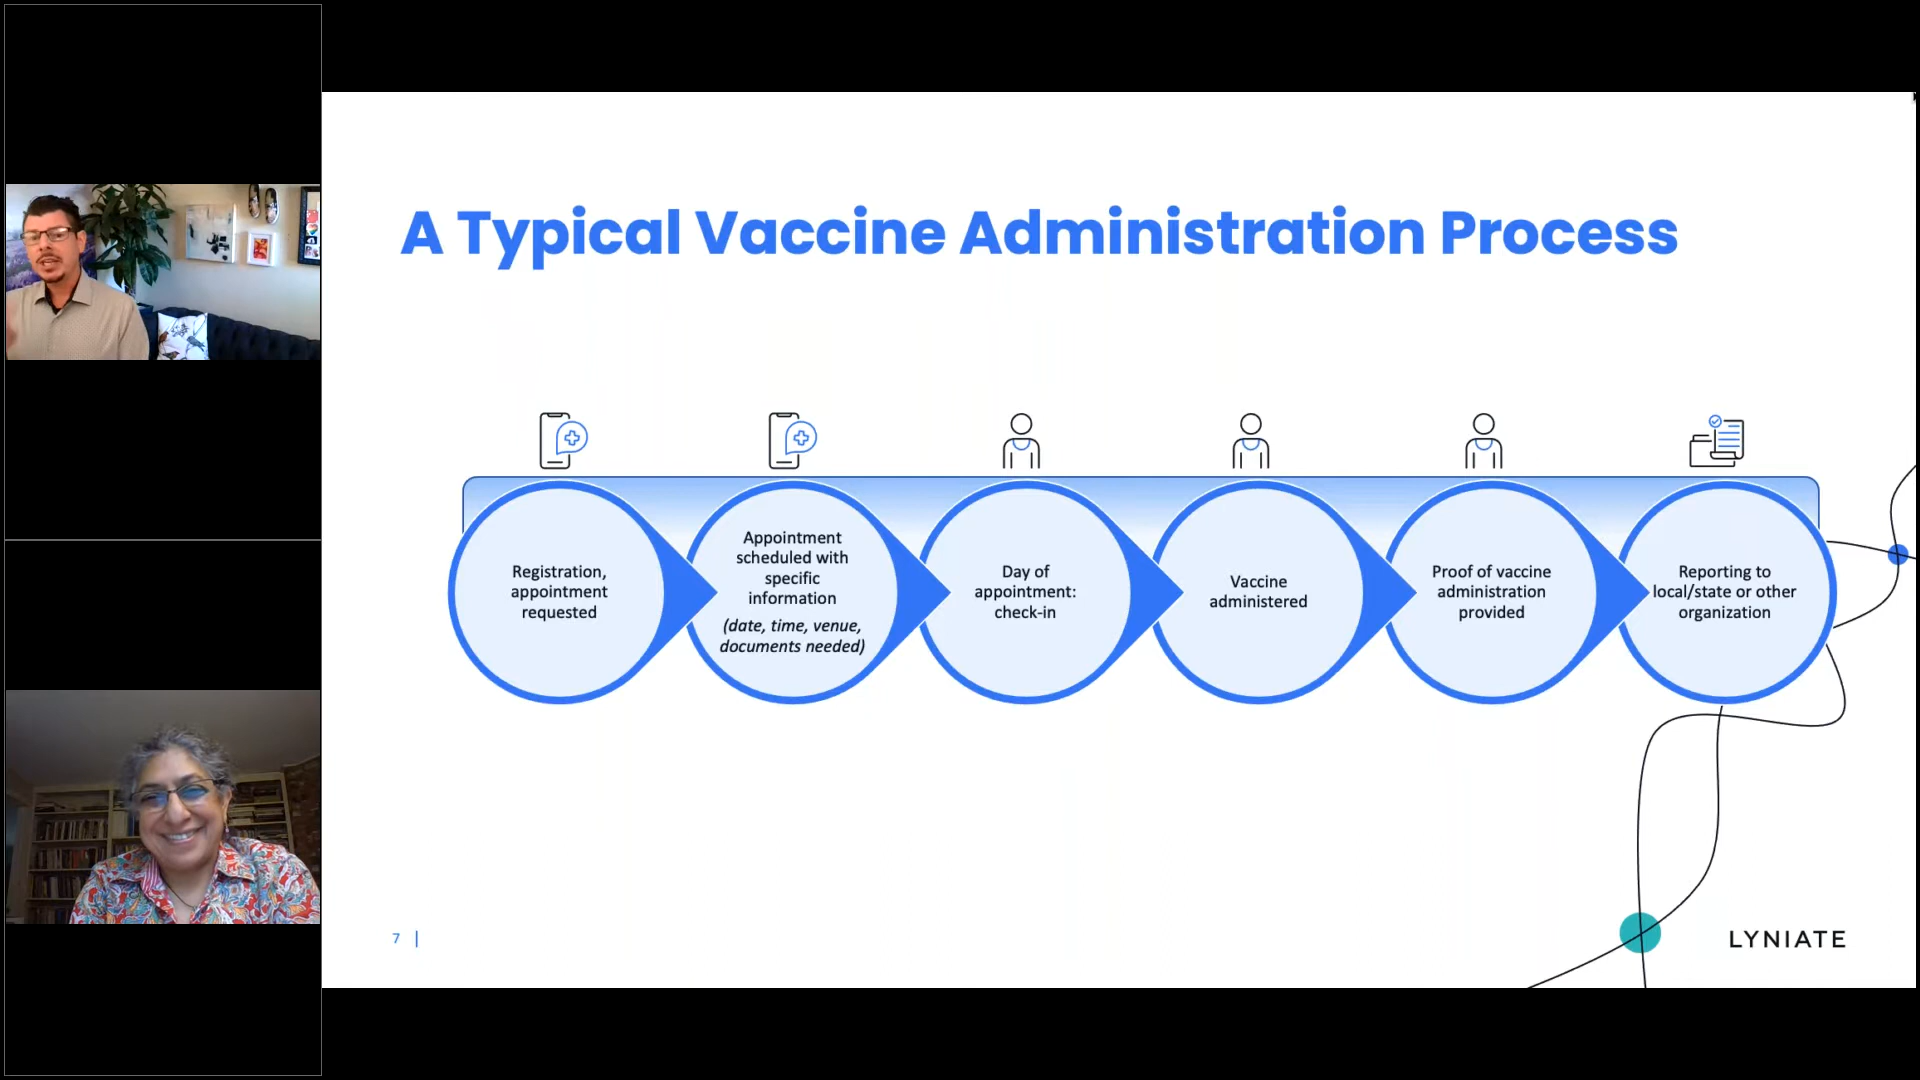 A Typical Vaccine Administration Process
Registration,
appointment
requested
Appointment
scheduled with
specific
information
(date, time, venue,
documents needed)
Day of
appointment:
check-in
Vaccine
administered
Proof of vaccine
administration
provided
Reporting to
local/state or other
organization
7 |
LYNIATE